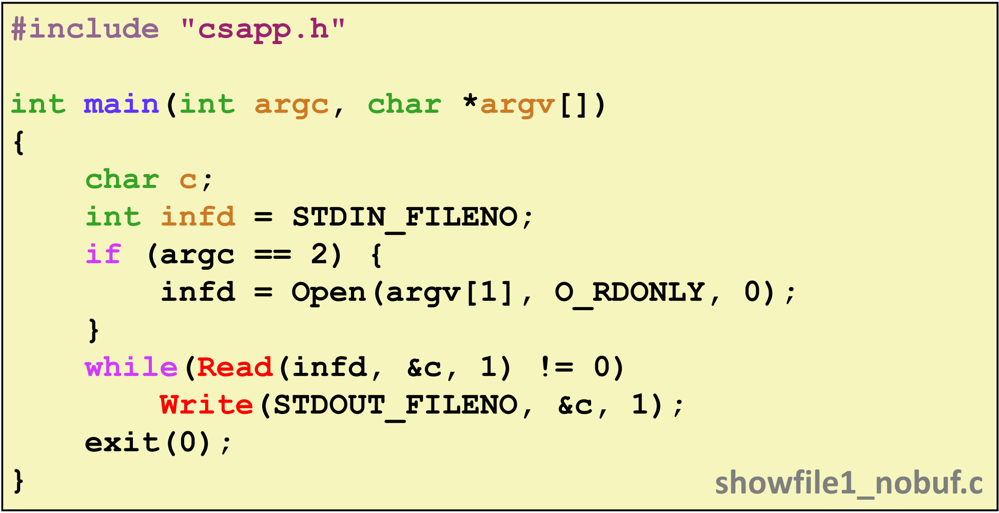 #include "csapp.h"

int main(int argc, char *argv[])
{
    char c;
    int infd = STDIN_FILENO;
    if (argc == 2) {
        infd = Open(argv[1], O_RDONLY, 0);
    }
    while(Read(infd, &c, 1) != 0)
        Write(STDOUT_FILENO, &c, 1);
    exit(0);
}
showfile1_nobuf.c